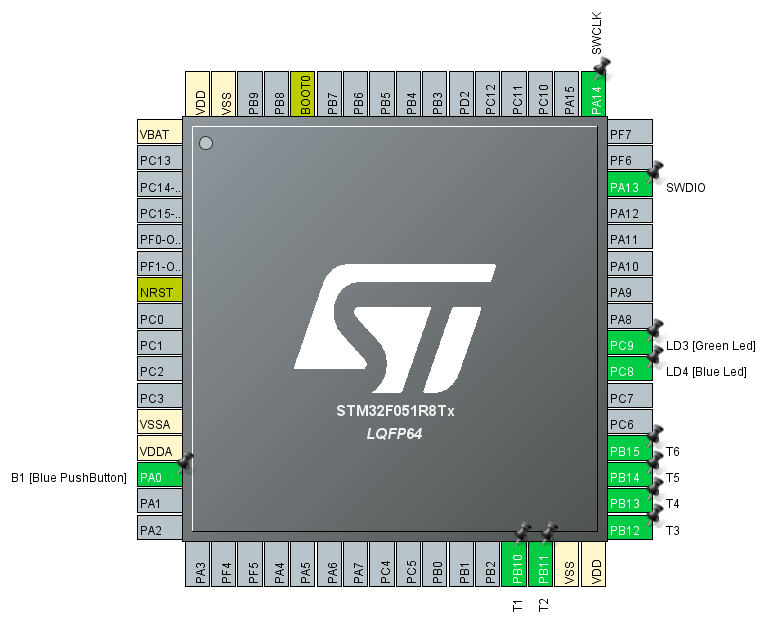 SWCLK
VDD
VSS
PB9
PB8
BOOT0
PB7
PB6
PB5
PB4
PB3
PD2
PC12
PC11
PC10
PA15
PA14
VBAT
PC13
PC14-..
PC15-..
PF0-O..
PF1-O..
NRST
PC0
PC1
PC2
PC3
VSSA
VDDA
B1 [Blue PushButton] PA0
PA1
PA2
ST
STM32F051R8Tx
LQFP64
PF7
PF6
PA13 SWDIO
PA12
PA11
PA10
PA9
PA8
PC9 LD3 [Green Led]
PC8 LD4 [Blue Led]
PC7
PC6
PB15 T6
PB14 T5
PB13 T4
PB12 T3
PA3
PF4
PF5
PA4
PA5
PA6
PA7
PC4
PC5
PB0
PB1
PB2
PB10
PB11
VSS
VDD
T1
T2